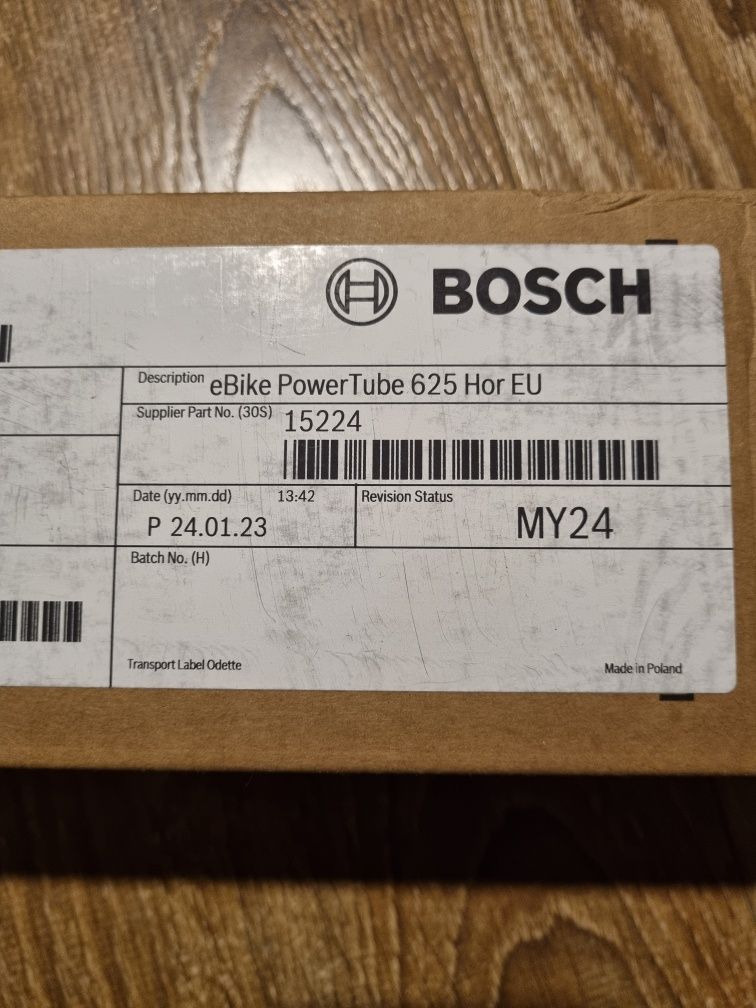 BOSCH
Description eBike PowerTube 625 Hor EU
Supplier Part No. (30S) 15224
Date (yy.mm.dd) 13:42
P 24.01.23
Revision Status
MY24
Batch No. (H)
Transport Label Odette
Made in Poland